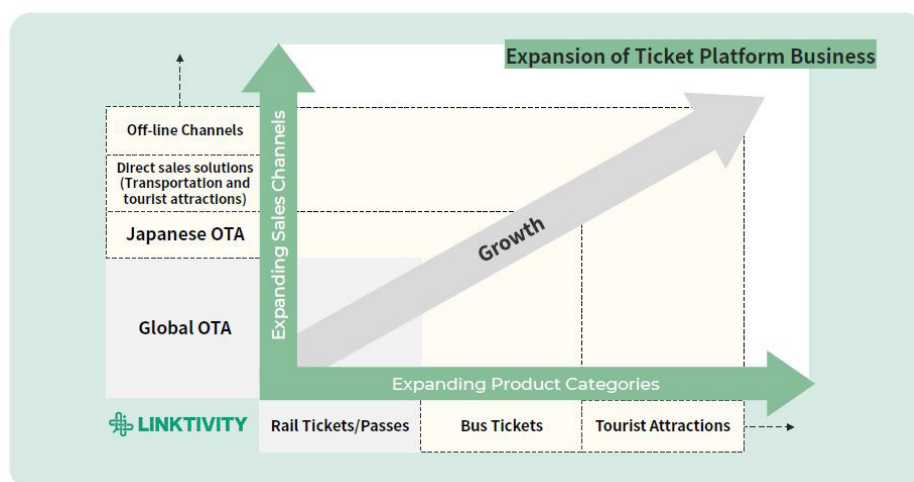 Expansion of Ticket Platform Business
Off-line Channels
Direct sales solutions
(Transportation and
tourist attractions)
Japanese OTA
Global OTA
Expanding Sales Channels
Growth
Expanding Product Categories
LINKTIVITY
Rail Tickets/Passes
Bus Tickets
Tourist Attractions